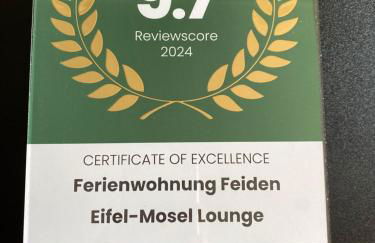 Reviewscore
2024
CERTIFICATE OF EXCELLENCE
Ferienwohnung Feiden
Eifel-Mosel Lounge